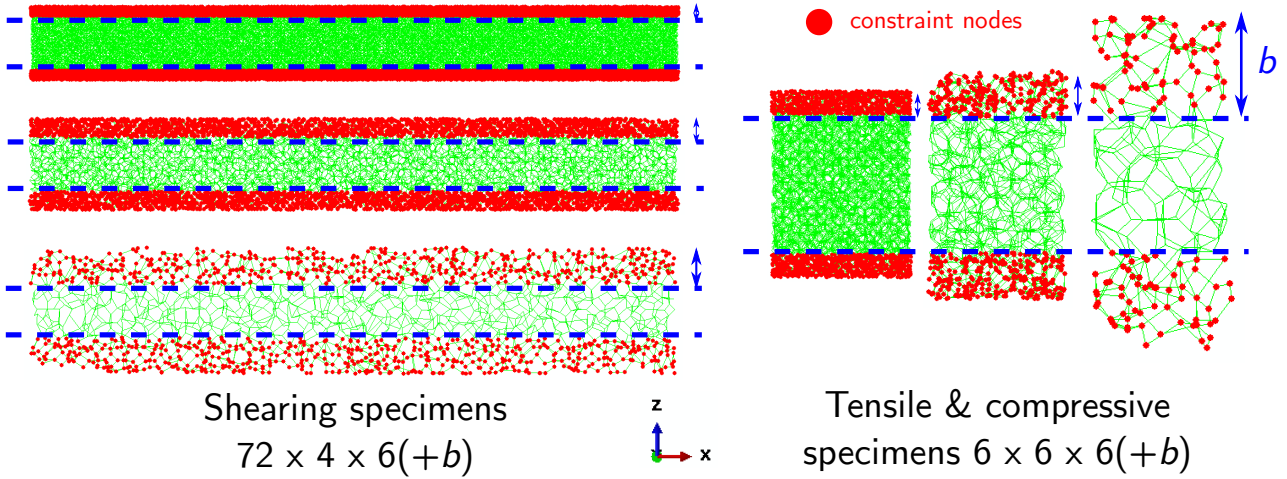 constraint nodes
b
Shearing specimens
72 x 4 x 6(+b)
z
x
Tensile & compressive
specimens 6 x 6 x 6(+b)